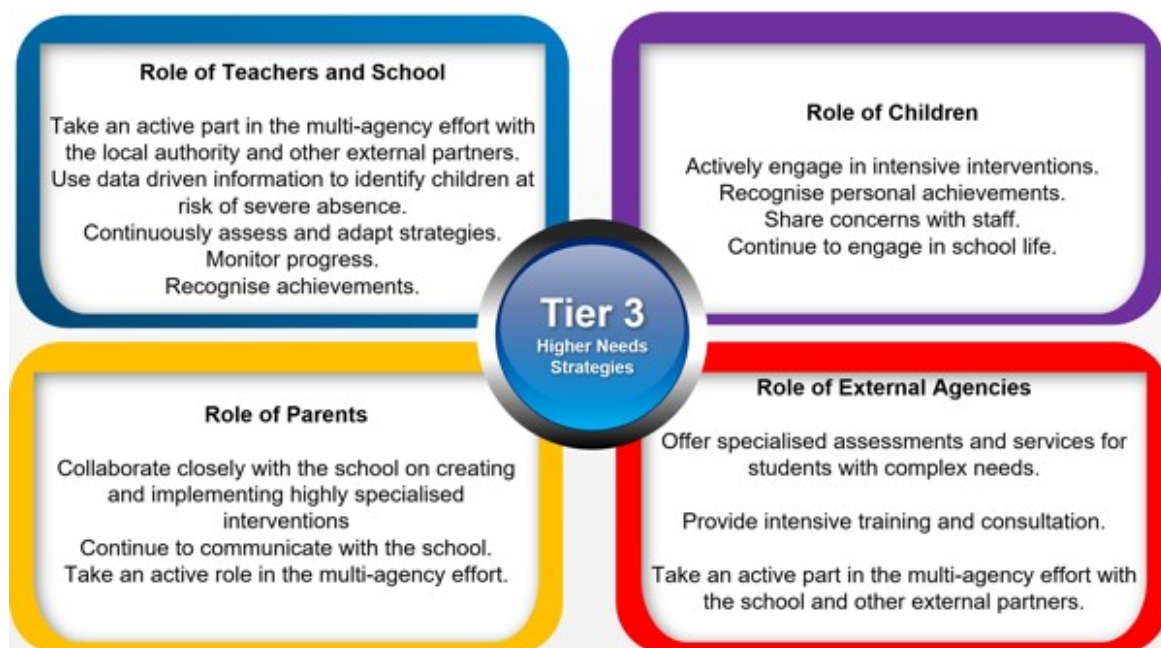 Role of Teachers and School
Take an active part in the multi-agency effort with
the local authority and other external partners.
Use data driven information to identify children at
risk of severe absence.
Continuously assess and adapt strategies.
Monitor progress.
Recognise achievements.
Role of Children
Actively engage in intensive interventions.
Recognise personal achievements.
Share concerns with staff.
Continue to engage in school life.
Tier 3
Higher Needs
Strategies
Role of Parents
Collaborate closely with the school on creating
and implementing highly specialised
interventions
Continue to communicate with the school.
Take an active role in the multi-agency effort.
Role of External Agencies
Offer specialised assessments and services for
students with complex needs.
Provide intensive training and consultation.
Take an active part in the multi-agency effort with
the school and other external partners.